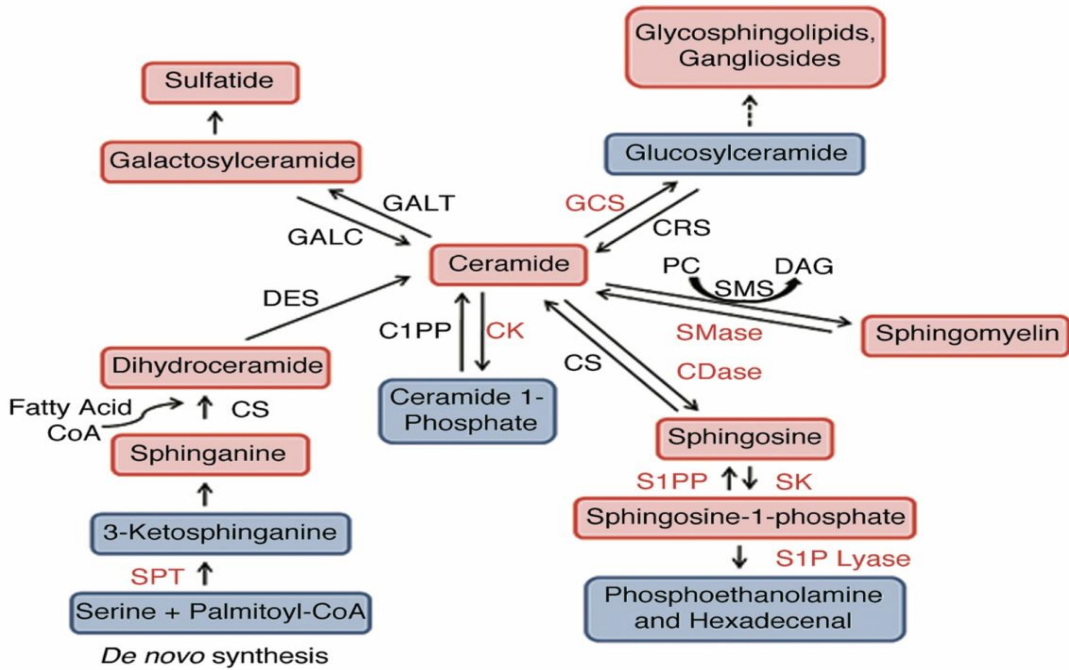 Glycosphingolipids,
Gangliosides
Sulfatide
Galactosylceramide
Glucosylceramide
GALT
GCS
GALC
CRS
Ceramide
PC
DAG
SMS
DES
C1PP
CK
SMase
Sphingomyelin
CS
CDase
Dihydroceramide
Fatty Acid
CoA
CS
Ceramide 1-
Phosphate
Sphinganine
Sphingosine
S1PP
SK
3-Ketosphinganine
Sphingosine-1-phosphate
SPT
S1P Lyase
Serine + Palmitoyl-CoA
Phosphoethanolamine
and Hexadecenal
De novo synthesis